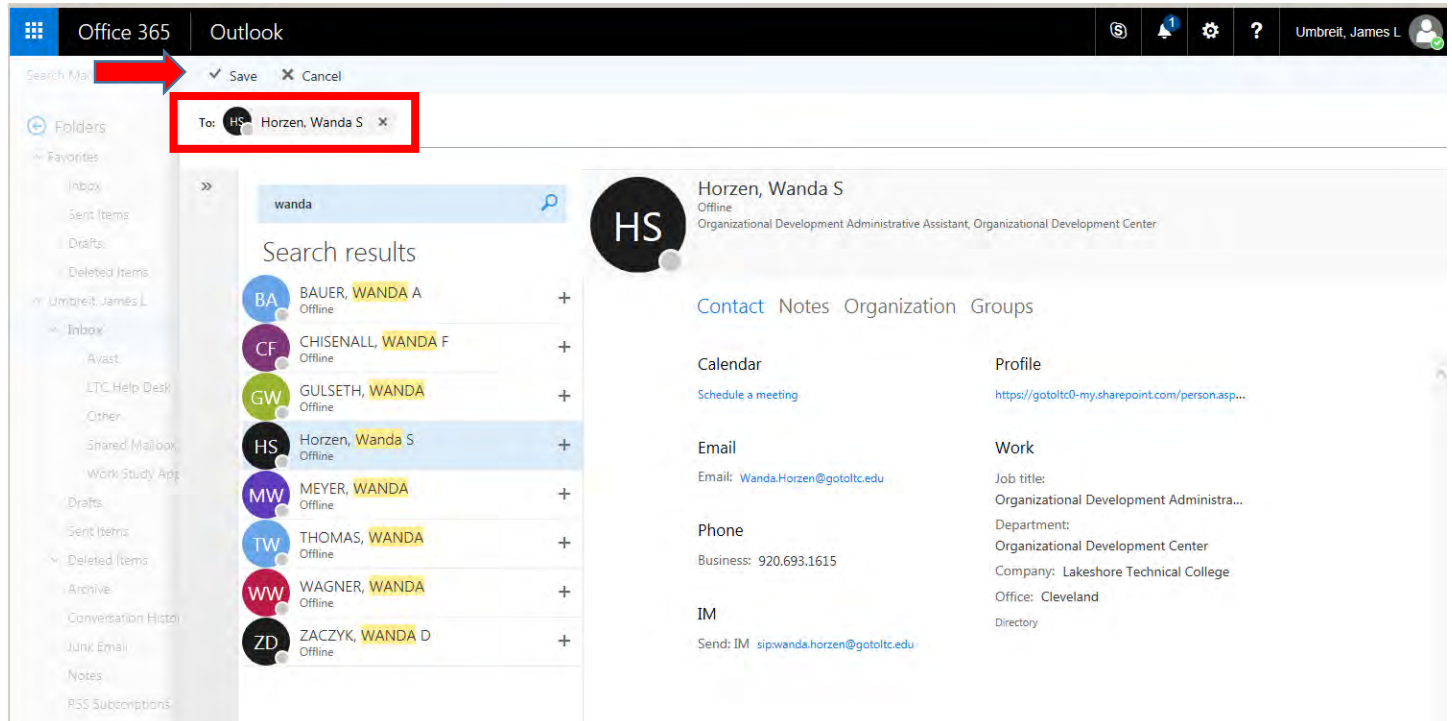 Office 365 Outlook
1
?
Umbreit, James L
Save Cancel
To: HS Horzen, Wanda S ×
Folders
Favorites
Inbox
Sent Items
Drafts
Deleted Items
Umbreit, James L
Inbox
Avast
LTC Help Desk
Other
Shared Mailbox
Work Study App
Drafts
Sent Items
Deleted Items
Archive
Conversation Histor
Junk Email
Notes
RSS Subscriptions
»
wanda
Search results
BA BAUER, WANDA A +
Offline
CF CHISENALL, WANDA F +
Offline
GW GULSETH, WANDA +
Offline
HS Horzen, Wanda S +
Offline
MW MEYER, WANDA +
Offline
TW THOMAS, WANDA +
Offline
WW WAGNER, WANDA +
Offline
ZD ZACZYK, WANDA D +
Offline
HS
Horzen, Wanda S
Offline
Organizational Development Administrative Assistant, Organizational Development Center
Contact Notes Organization Groups
Calendar
Schedule a meeting
Email
Email: Wanda.Horzen@gotoltc.edu
Phone
Business: 920.693.1615
IM
Send: IM sip:wanda.horzen@gotoltc.edu
Profile
https://gotoltc0-my.sharepoint.com/person.asp...
Work
Job title:
Organizational Development Administra...
Department:
Organizational Development Center
Company: Lakeshore Technical College
Office: Cleveland
Directory